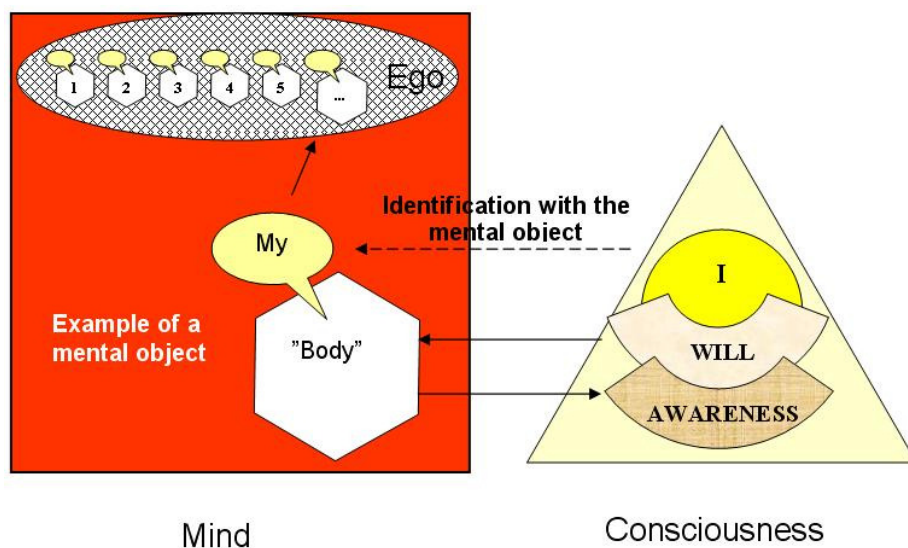 1 2 3 4 5 ... Ego
Identification with the
mental object
My
I
Example of a
mental object
"Body"
WILL
AWARENESS
Mind
Consciousness